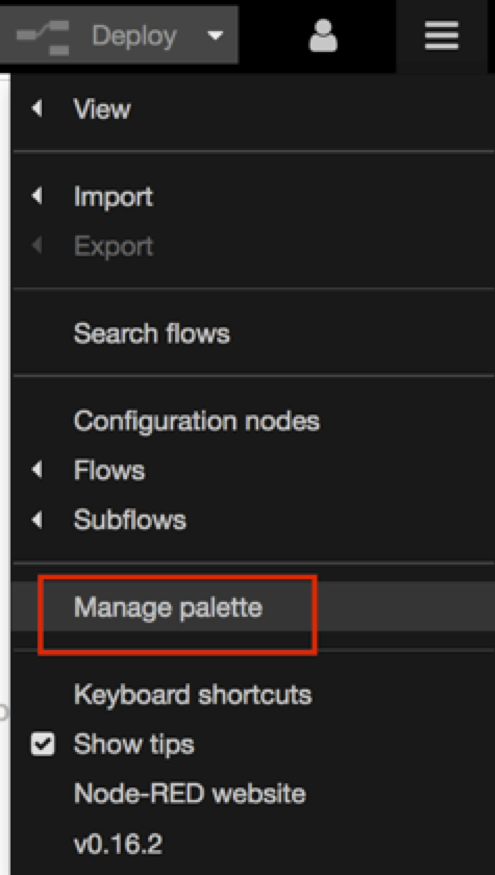 Deploy
View
Import
Export
Search flows
Configuration nodes
Flows
Subflows
Manage palette
Keyboard shortcuts
Show tips
Node-RED website
v0.16.2